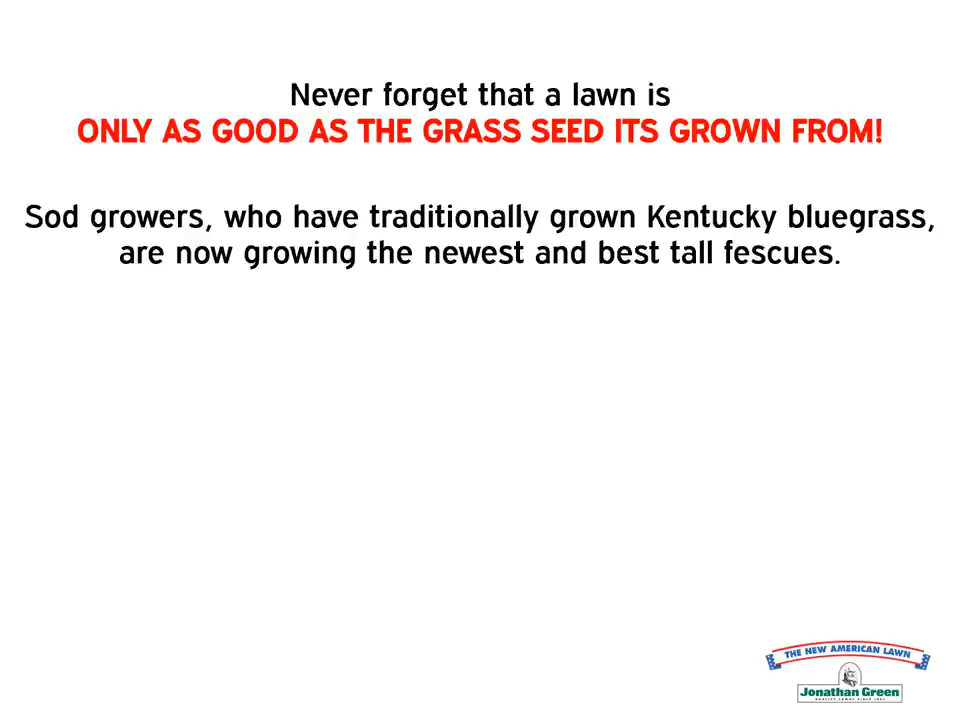 Never forget that a lawn is
ONLY AS GOOD AS THE GRASS SEED ITS GROWN FROM!
Sod growers, who have traditionally grown Kentucky bluegrass,
are now growing the newest and best tall fescues.
THE NEW AMERICAN LAWN
Jonathan Green